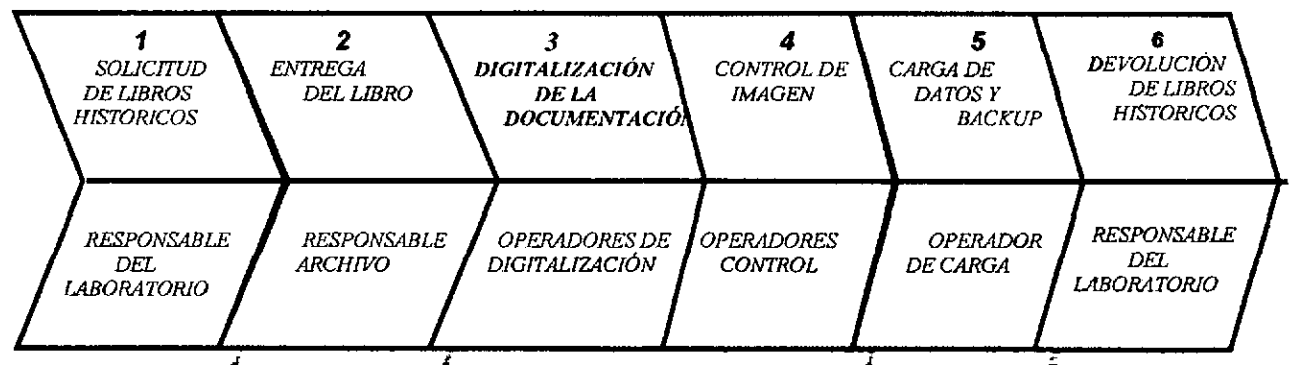 1
SOLICITUD
DE LIBROS
HISTORICOS
2
ENTREGA
DEL LIBRO
3
DIGITALIZACIÓN
DE LA
DOCUMENTACIÓN
4
CONTROL DE
IMAGEN
5
CARGA DE
DATOS Y
BACKUP
6
DEVOLUCIÓN
DE LIBROS
HISTORICOS
RESPONSABLE
DEL
LABORATORIO
RESPONSABLE
ARCHIVO
OPERADORES DE
DIGITALIZACIÓN
OPERADORES
CONTROL
OPERADOR
DE CARGA
RESPONSABLE
DEL
LABORATORIO